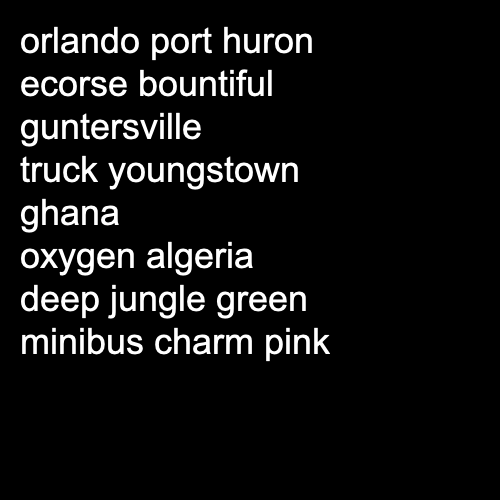 orlando port huron
ecorse bountiful
guntersville
truck youngstown
ghana
oxygen algeria
deep jungle green
minibus charm pink